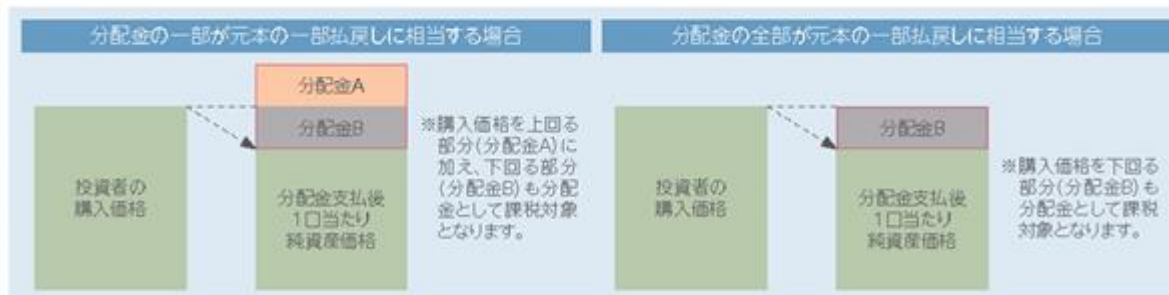 分配金の一部が元本の一部払戻しに相当する場合
分配金A
分配金B
投資者の
購入価格
分配金支払後
1口当たり
純資産価格
※購入価格を上回る
部分(分配金A)に
加え、下回る部分
(分配金B)も分配
金として課税対象
となります。
分配金の全部が元本の一部払戻しに相当する場合
分配金B
投資者の
購入価格
分配金支払後
1口当たり
純資産価格
※購入価格を下回る
部分(分配金B)も
分配金として課税
対象となります。